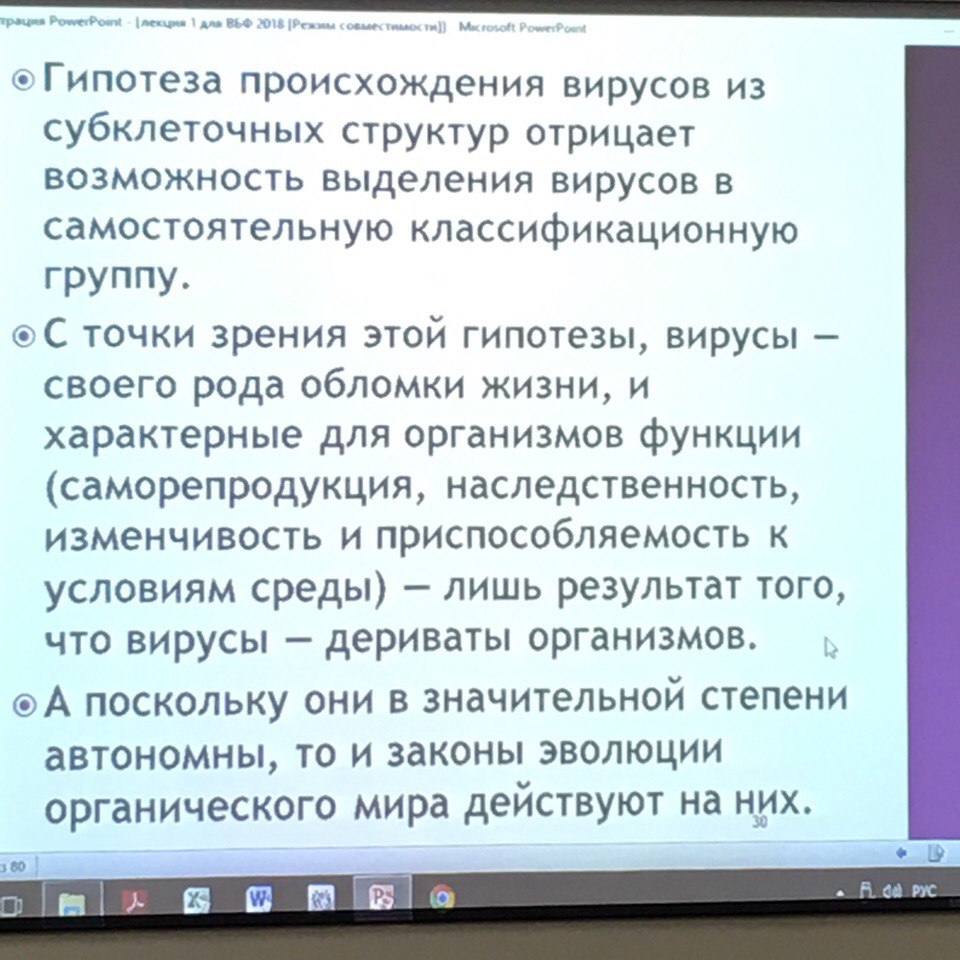 трация PowerPoint - [лекция 1 для ВБФ 2018 [Режим совместимости]] - Microsoft PowerPoint
Гипотеза происхождения вирусов из
субклеточных структур отрицает
возможность выделения вирусов в
самостоятельную классификационную
группу.
С точки зрения этой гипотезы, вирусы —
своего рода обломки жизни, и
характерные для организмов функции
(саморепродукция, наследственность,
изменчивость и приспособляемость к
условиям среды) — лишь результат того,
что вирусы — дериваты организмов.
А поскольку они в значительной степени
автономны, то и законы эволюции
органического мира действуют на них.
30
з 80
РУС